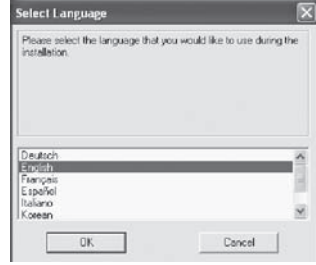 Select Language
Please select the language that you would like to use during the
installation.
Deutsch
English
Français
Español
Italiano
Korean
OK
Cancel